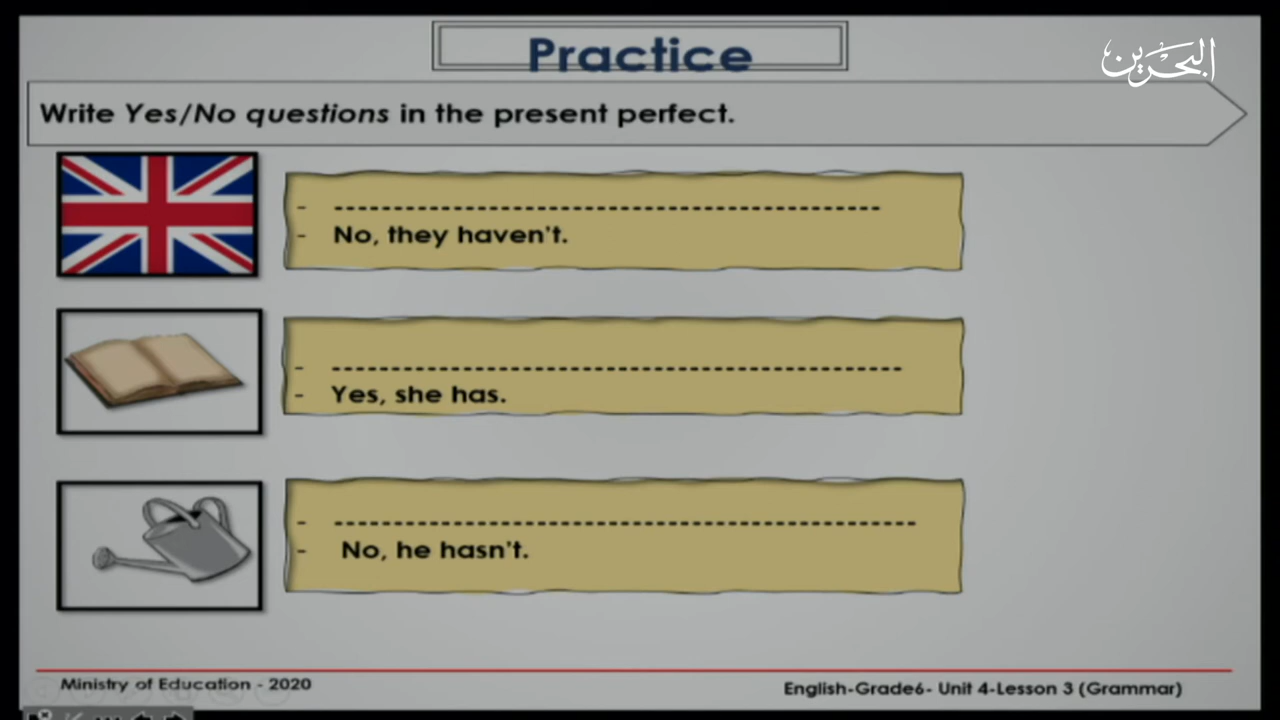 Practice
البحرين
Write Yes/No questions in the present perfect.
- ----------------------------------------------
- No, they haven't.
- ------------------------------------------------
- Yes, she has.
- -------------------------------------------------
- No, he hasn't.
Ministry of Education - 2020
English-Grade6- Unit 4-Lesson 3 (Grammar)